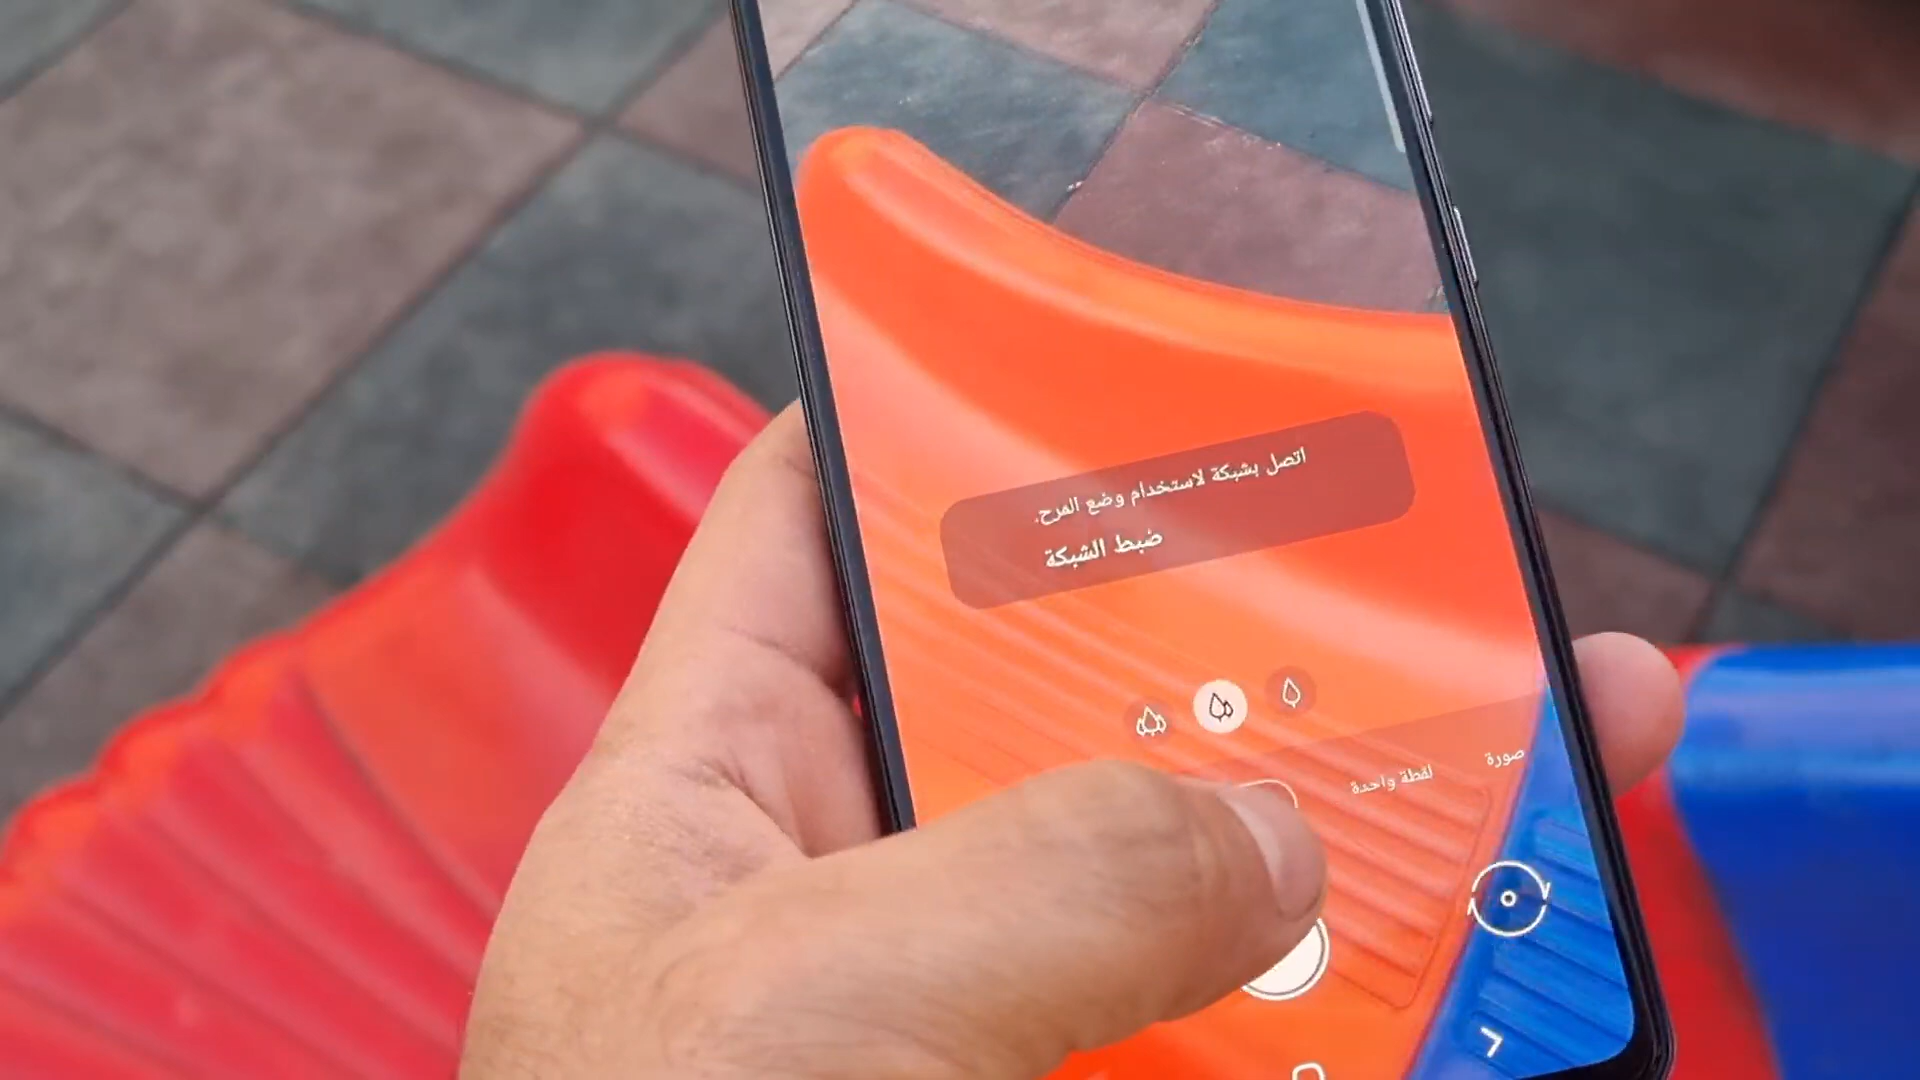 اتصل بشبكة لاستخدام وضع المرح.
ضبط الشبكة
صورة
لقطة واحدة